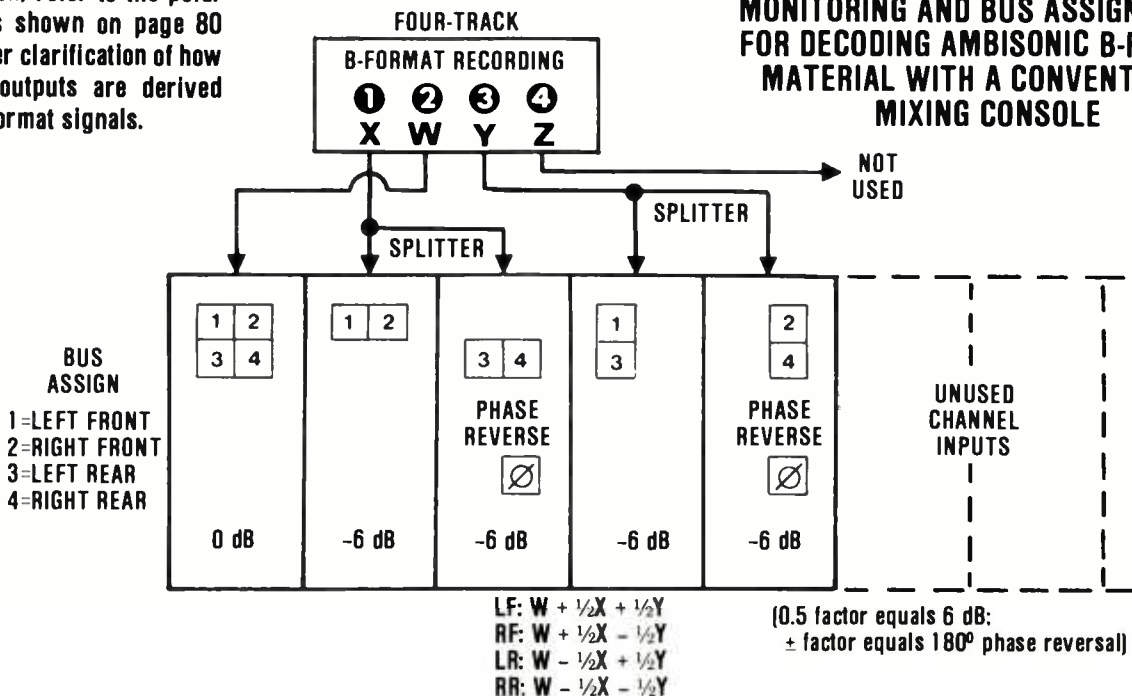 s shown on page 80
er clarification of how
outputs are derived
ormat signals.
MONITORING AND BUS ASSIGN
FOR DECODING AMBISONIC B-F
MATERIAL WITH A CONVENT
MIXING CONSOLE
FOUR-TRACK
B-FORMAT RECORDING
1 2 3 4
X W Y Z
NOT
USED
SPLITTER
SPLITTER
BUS
ASSIGN
1=LEFT FRONT
2=RIGHT FRONT
3=LEFT REAR
4=RIGHT REAR
1 2
3 4
0 dB
1 2
-6 dB
3 4
PHASE
REVERSE
Ø
-6 dB
1
3
-6 dB
2
4
PHASE
REVERSE
Ø
-6 dB
UNUSED
CHANNEL
INPUTS
LF: W + ½X + ½Y
RF: W + ½X – ½Y
LR: W – ½X + ½Y
RR: W – ½X – ½Y
(0.5 factor equals 6 dB;
± factor equals 180º phase reversal)